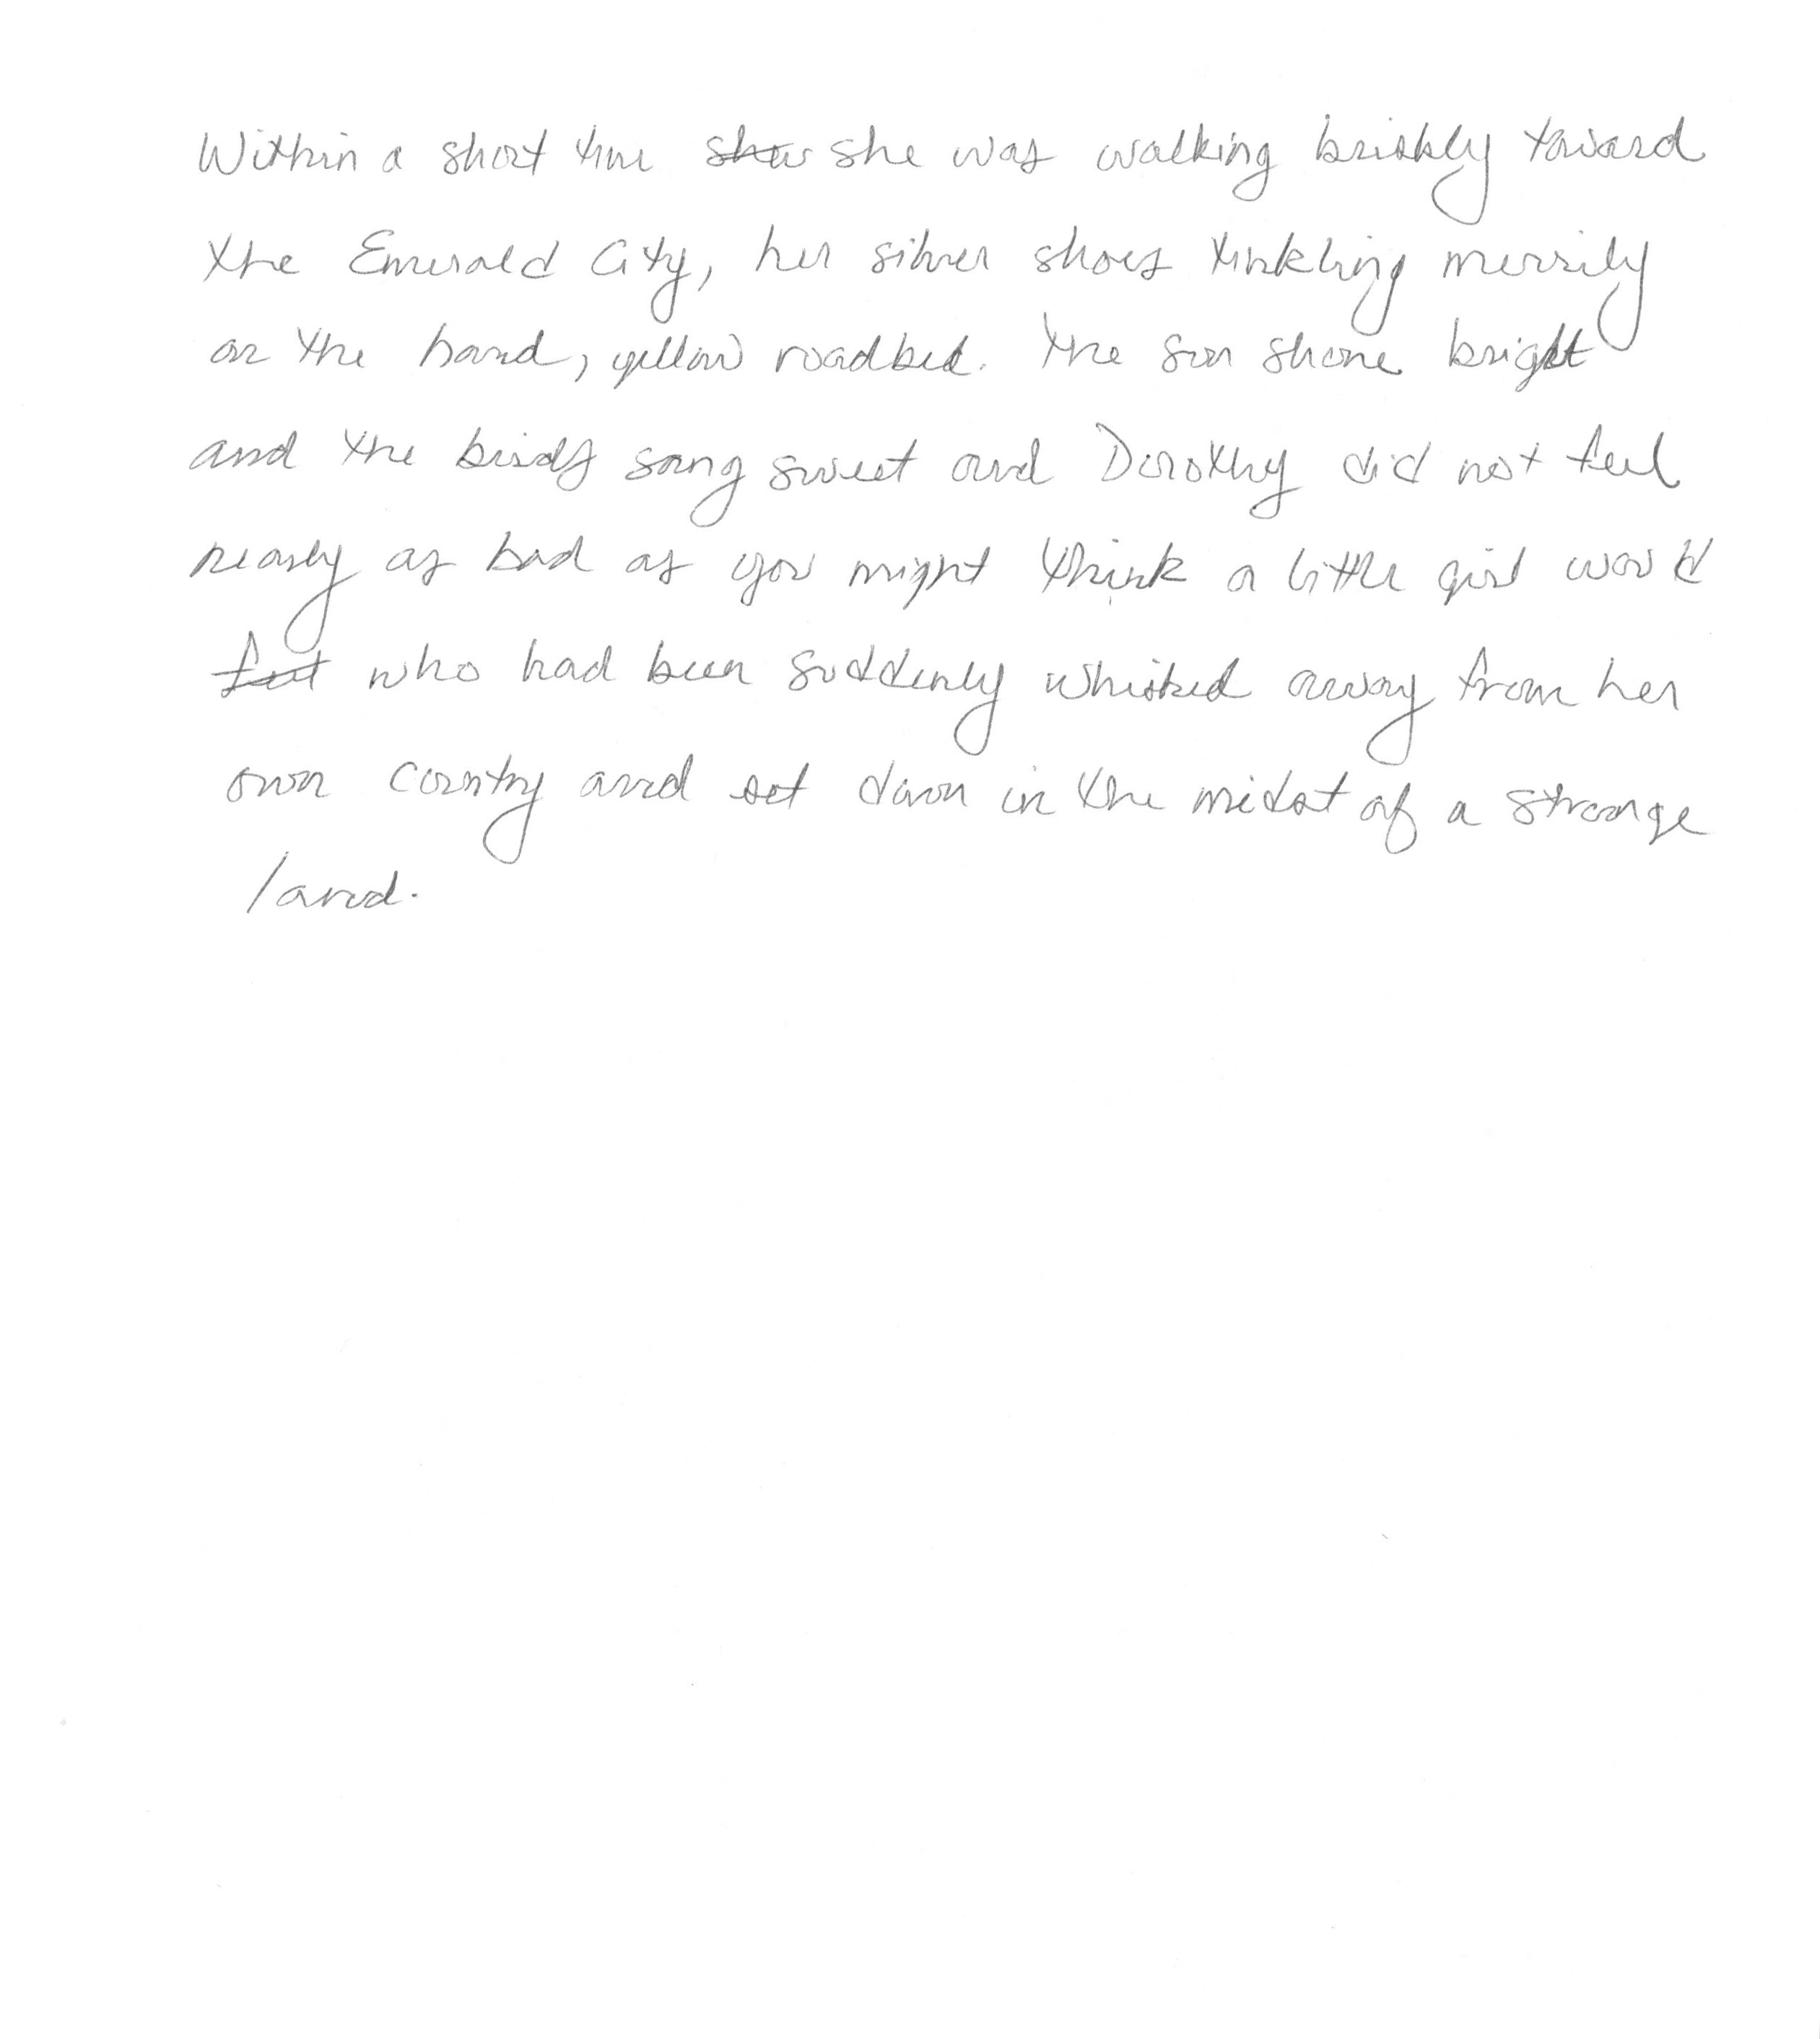 Within a short time she was walking briskly toward
the Emerald City, her silver shoes tinkling merrily
on the hard, yellow roadbed. The sun shone bright
and the birds sang sweet and Dorothy did not feel
nearly as bad as you might think a little girl would
who had been suddenly whisked away from her
own country and set down in the midst of a strange
land.